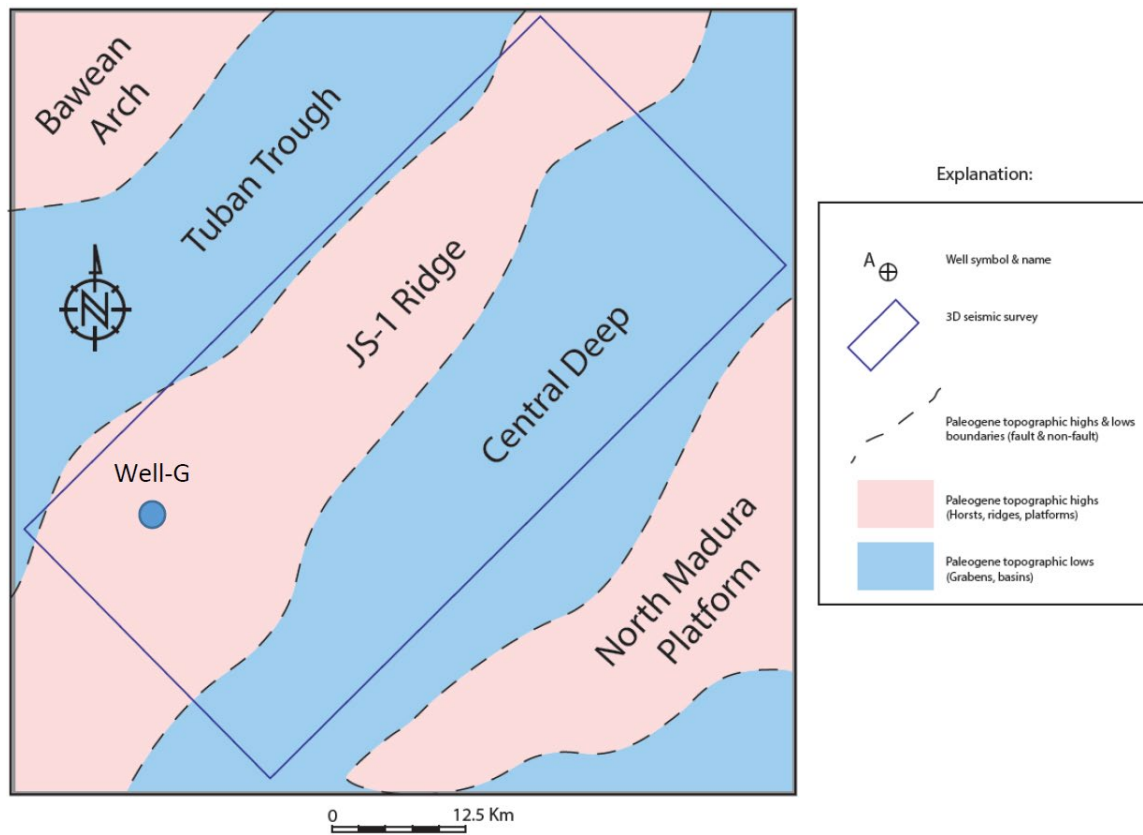 Bawean
Arch
Tuban Trough
JS-1 Ridge
Central Deep
North Madura
Platform
Well-G
N
0 12.5 Km
Explanation:
A
Well symbol & name
3D seismic survey
Paleogene topographic highs & lows
boundaries (fault & non-fault)
Paleogene topographic highs
(Horsts, ridges, platforms)
Paleogene topographic lows
(Grabens, basins)